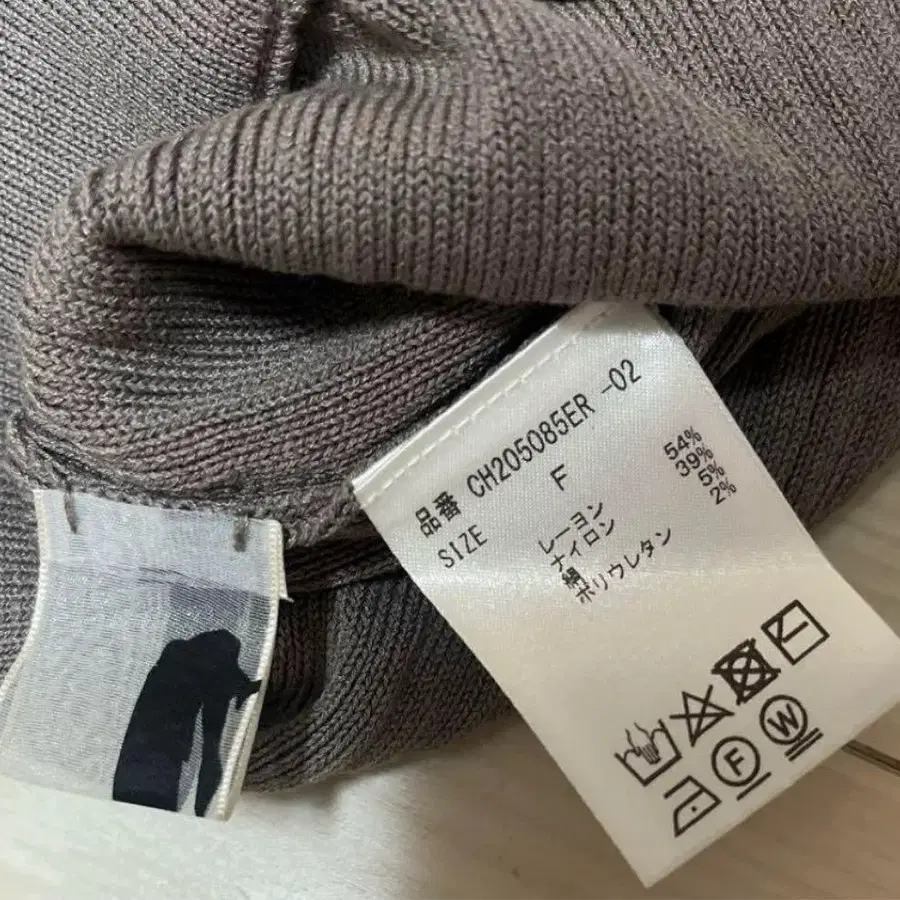 品番 CH205085ER -02
SIZE F
レーヨン 54%
ナイロン 39%
絹 5%
ポリウレタン 2%
F W